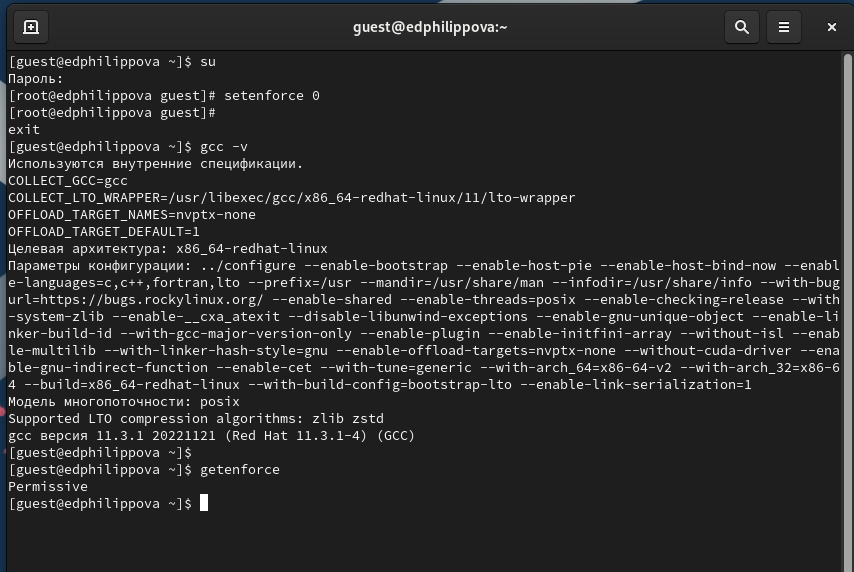 guest@edphilippova:~
[guest@edphilippova ~]$ su
Пароль:
[root@edphilippova guest]# setenforce 0
[root@edphilippova guest]#
exit
[guest@edphilippova ~]$ gcc -v
Используются внутренние спецификации.
COLLECT_GCC=gcc
COLLECT_LTO_WRAPPER=/usr/libexec/gcc/x86_64-redhat-linux/11/lto-wrapper
OFFLOAD_TARGET_NAMES=nvptx-none
OFFLOAD_TARGET_DEFAULT=1
Целевая архитектура: x86_64-redhat-linux
Параметры конфигурации: ../configure --enable-bootstrap --enable-host-pie --enable-host-bind-now --enabl
e-languages=c,c++,fortran,lto --prefix=/usr --mandir=/usr/share/man --infodir=/usr/share/info --with-bug
url=https://bugs.rockylinux.org/ --enable-shared --enable-threads=posix --enable-checking=release --with
-system-zlib --enable-__cxa_atexit --disable-libunwind-exceptions --enable-gnu-unique-object --enable-li
nker-build-id --with-gcc-major-version-only --enable-plugin --enable-initfini-array --without-isl --enab
le-multilib --with-linker-hash-style=gnu --enable-offload-targets=nvptx-none --without-cuda-driver --ena
ble-gnu-indirect-function --enable-cet --with-tune=generic --with-arch_64=x86-64-v2 --with-arch_32=x86-6
4 --build=x86_64-redhat-linux --with-build-config=bootstrap-lto --enable-link-serialization=1
Модель многопоточности: posix
Supported LTO compression algorithms: zlib zstd
gcc версия 11.3.1 20221121 (Red Hat 11.3.1-4) (GCC)
[guest@edphilippova ~]$
[guest@edphilippova ~]$ getenforce
Permissive
[guest@edphilippova ~]$